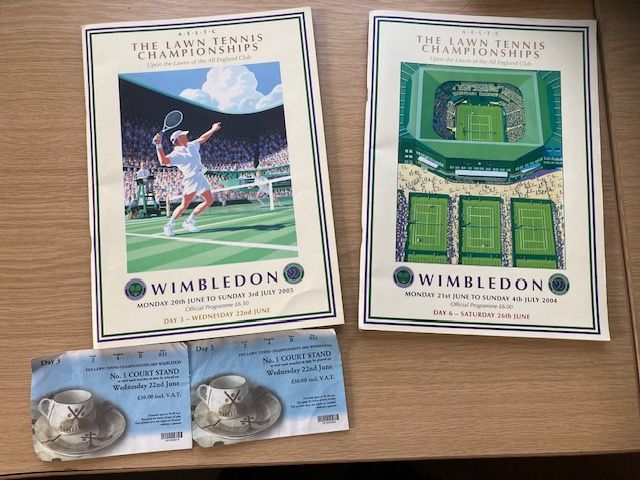 A·E·L·T·C
THE LAWN TENNIS
CHAMPIONSHIPS
Upon the Lawns of the All England Club
WIMBLEDON
MONDAY 20th JUNE TO SUNDAY 3rd JULY 2005
Official Programme £6.50
DAY 3 – WEDNESDAY 22nd JUNE
A·E·L·T·C
THE LAWN TENNIS
CHAMPIONSHIPS
Upon the Lawns of the All England Club
WIMBLEDON
MONDAY 21st JUNE TO SUNDAY 4th JULY 2004
Official Programme £6.00
DAY 6 – SATURDAY 26th JUNE
Day 3
THE LAWN TENNIS CHAMPIONSHIPS 2005 WIMBLEDON
No. 1 COURT STAND
Wednesday 22nd June
£38.00 incl. V.A.T.
Day 3
THE LAWN TENNIS CHAMPIONSHIPS 2005 WIMBLEDON
No. 1 COURT STAND
Wednesday 22nd June
£38.00 incl. V.A.T.